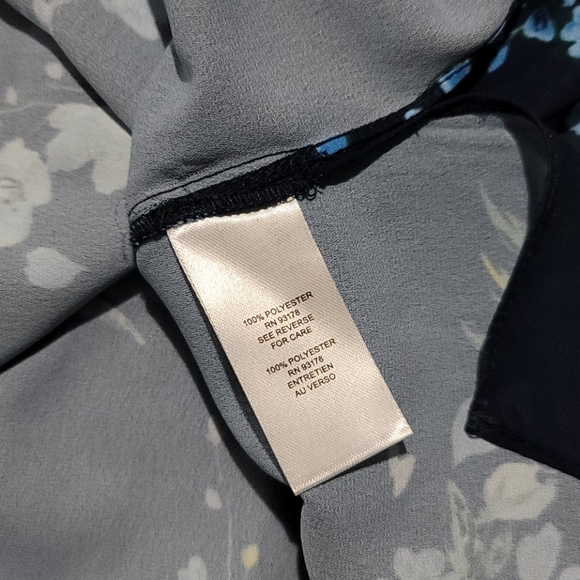 100% POLYESTER
RN 93178
SEE REVERSE
FOR CARE
100% POLYESTER
RN 93178
ENTRETIEN
AU VERSO